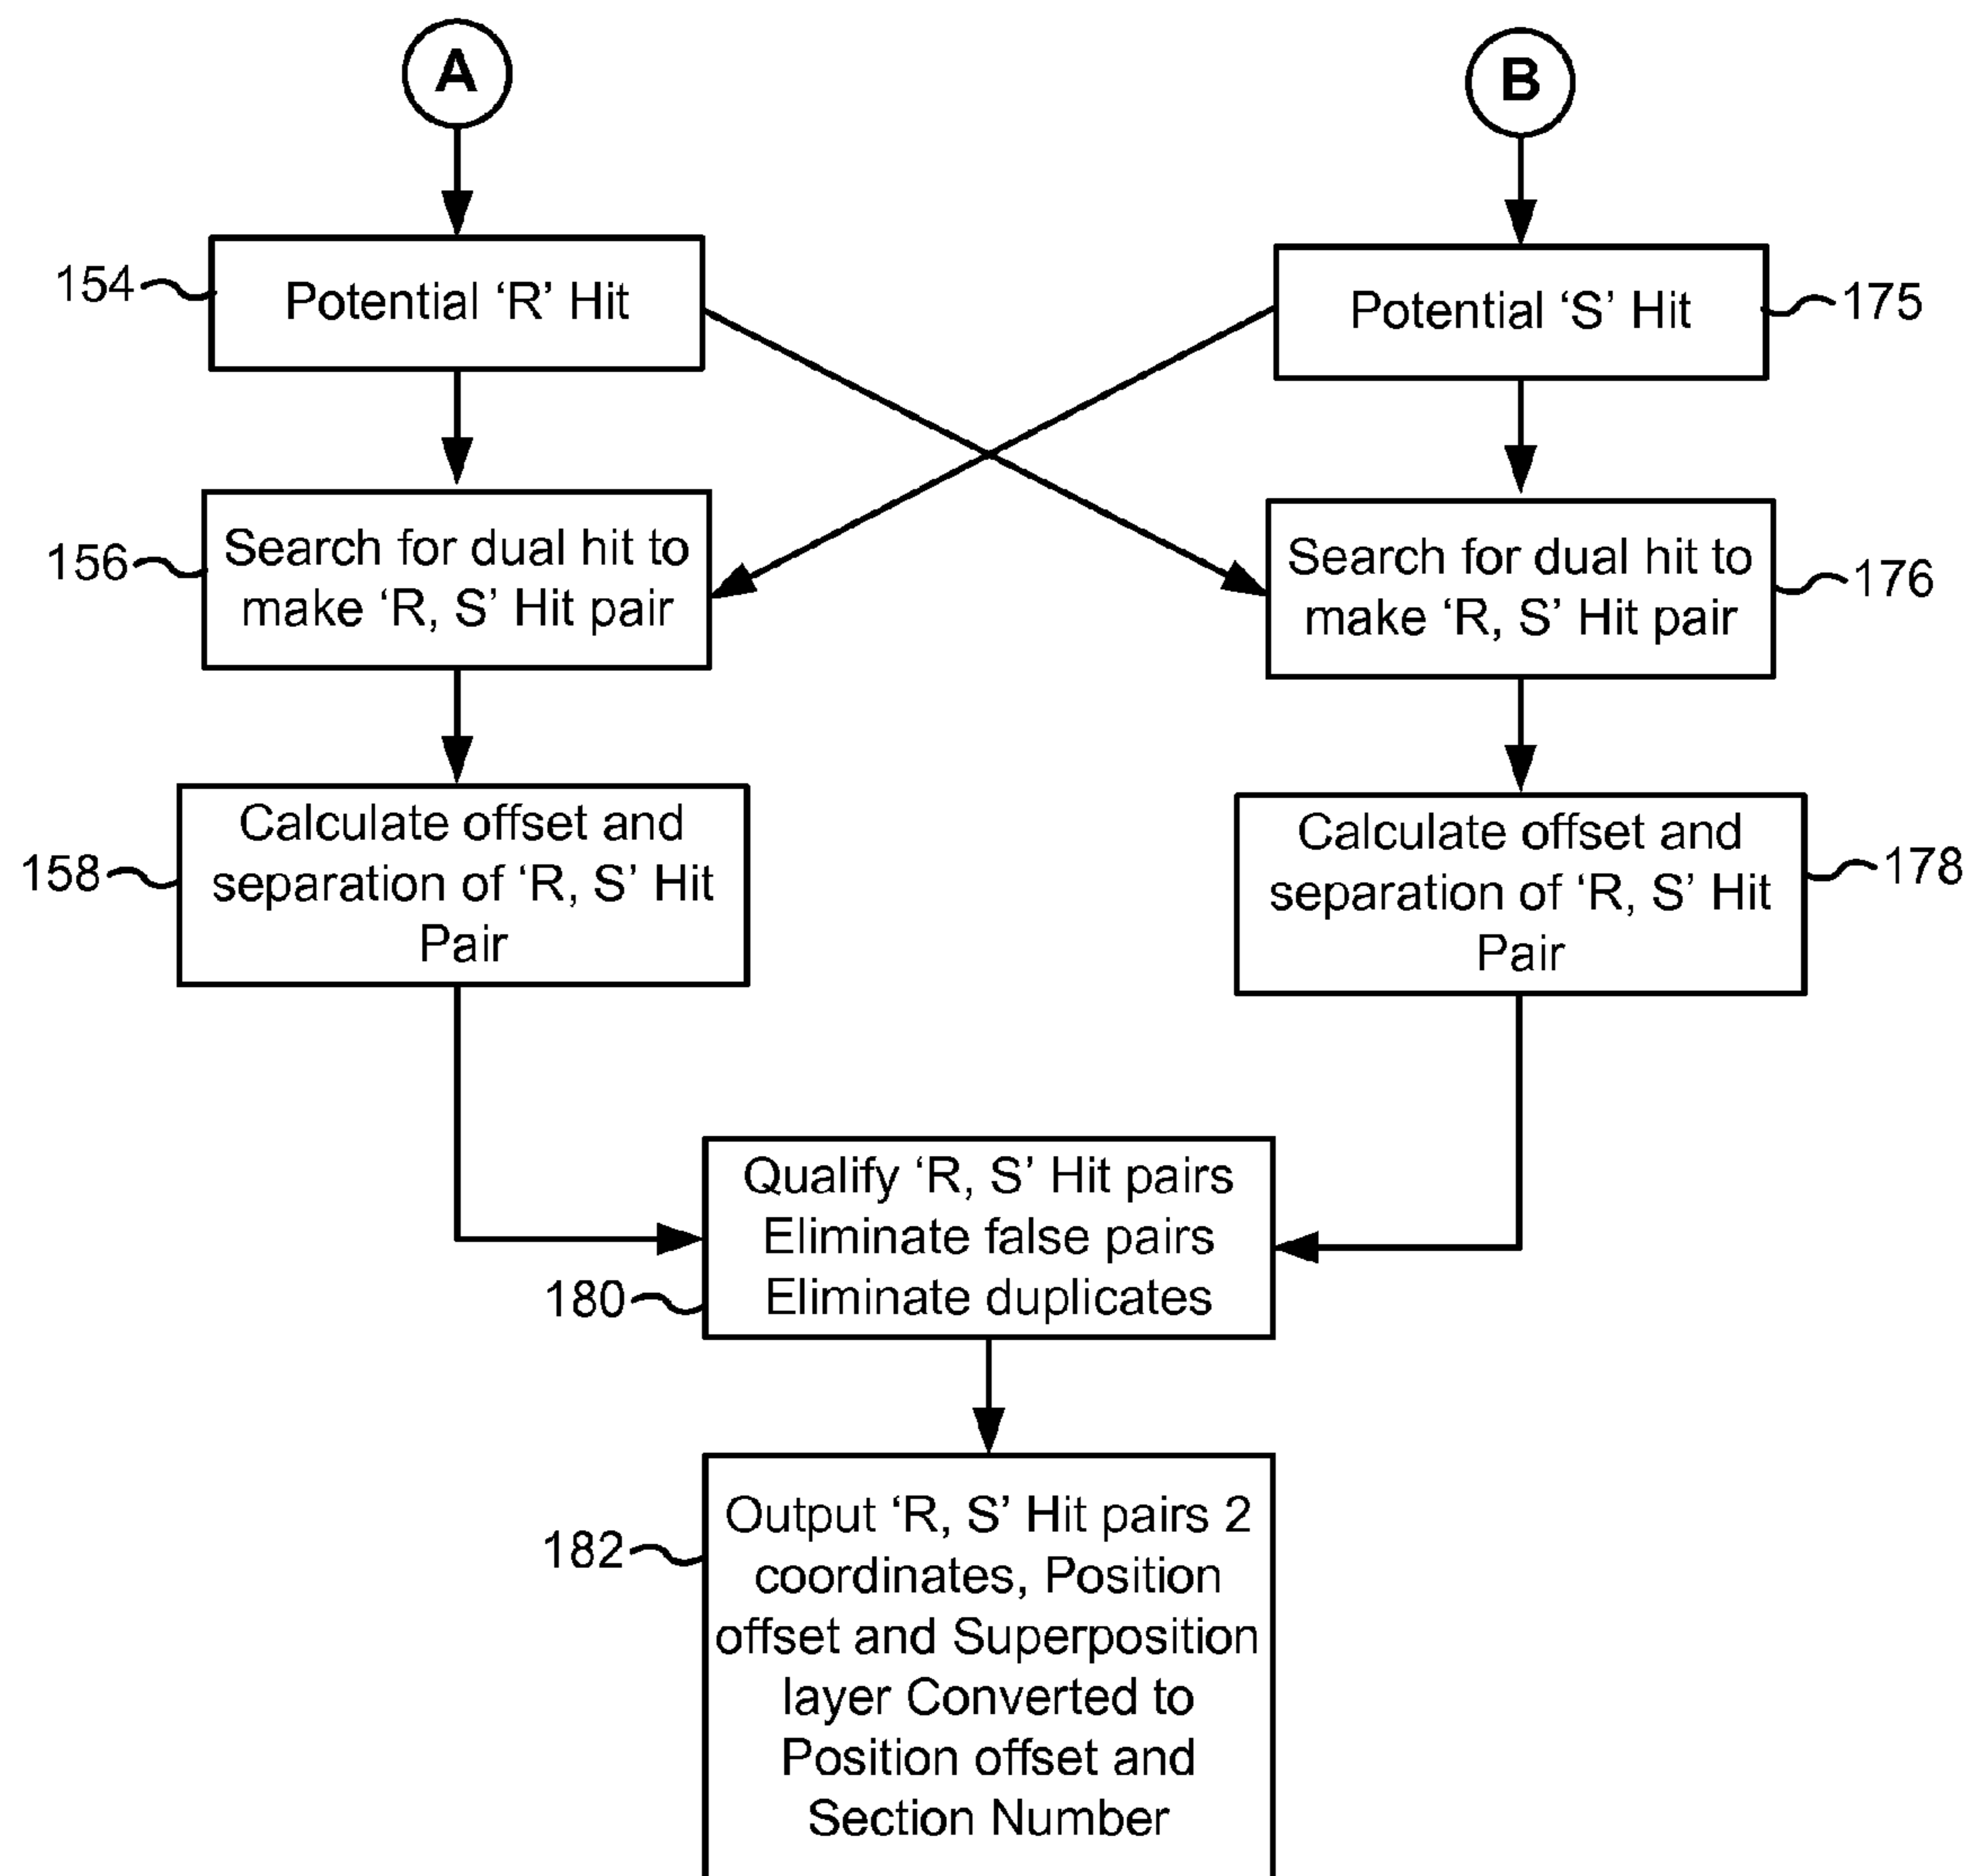 A
B
154
Potential ‘R’ Hit
Potential ‘S’ Hit
175
156
Search for dual hit to
make ‘R, S’ Hit pair
Search for dual hit to
make ‘R, S’ Hit pair
176
158
Calculate offset and
separation of ‘R, S’ Hit
Pair
Calculate offset and
separation of ‘R, S’ Hit
Pair
178
Qualify ‘R, S’ Hit pairs
Eliminate false pairs
Eliminate duplicates
180
182
Output ‘R, S’ Hit pairs 2
coordinates, Position
offset and Superposition
layer Converted to
Position offset and
Section Number